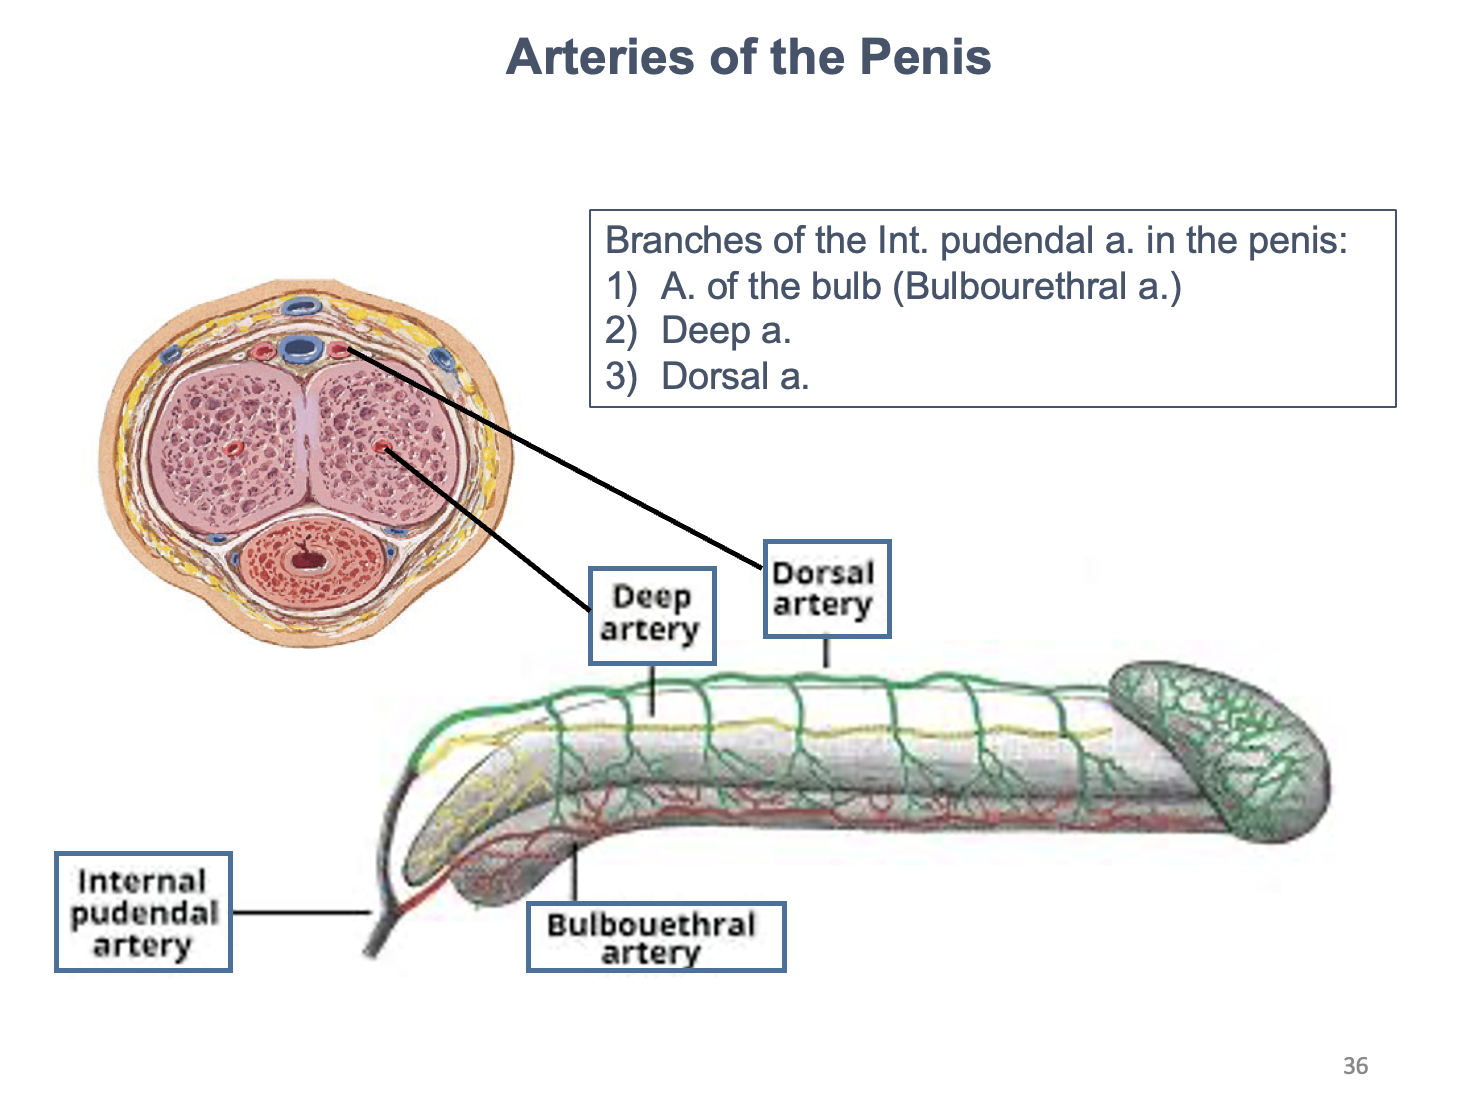 Arteries of the Penis
Branches of the Int. pudendal a. in the penis:
1) A. of the bulb (Bulbourethral a.)
2) Deep a.
3) Dorsal a.
Dorsal
artery
Deep
artery
Internal
pudendal
artery
Bulbouethral
artery
36